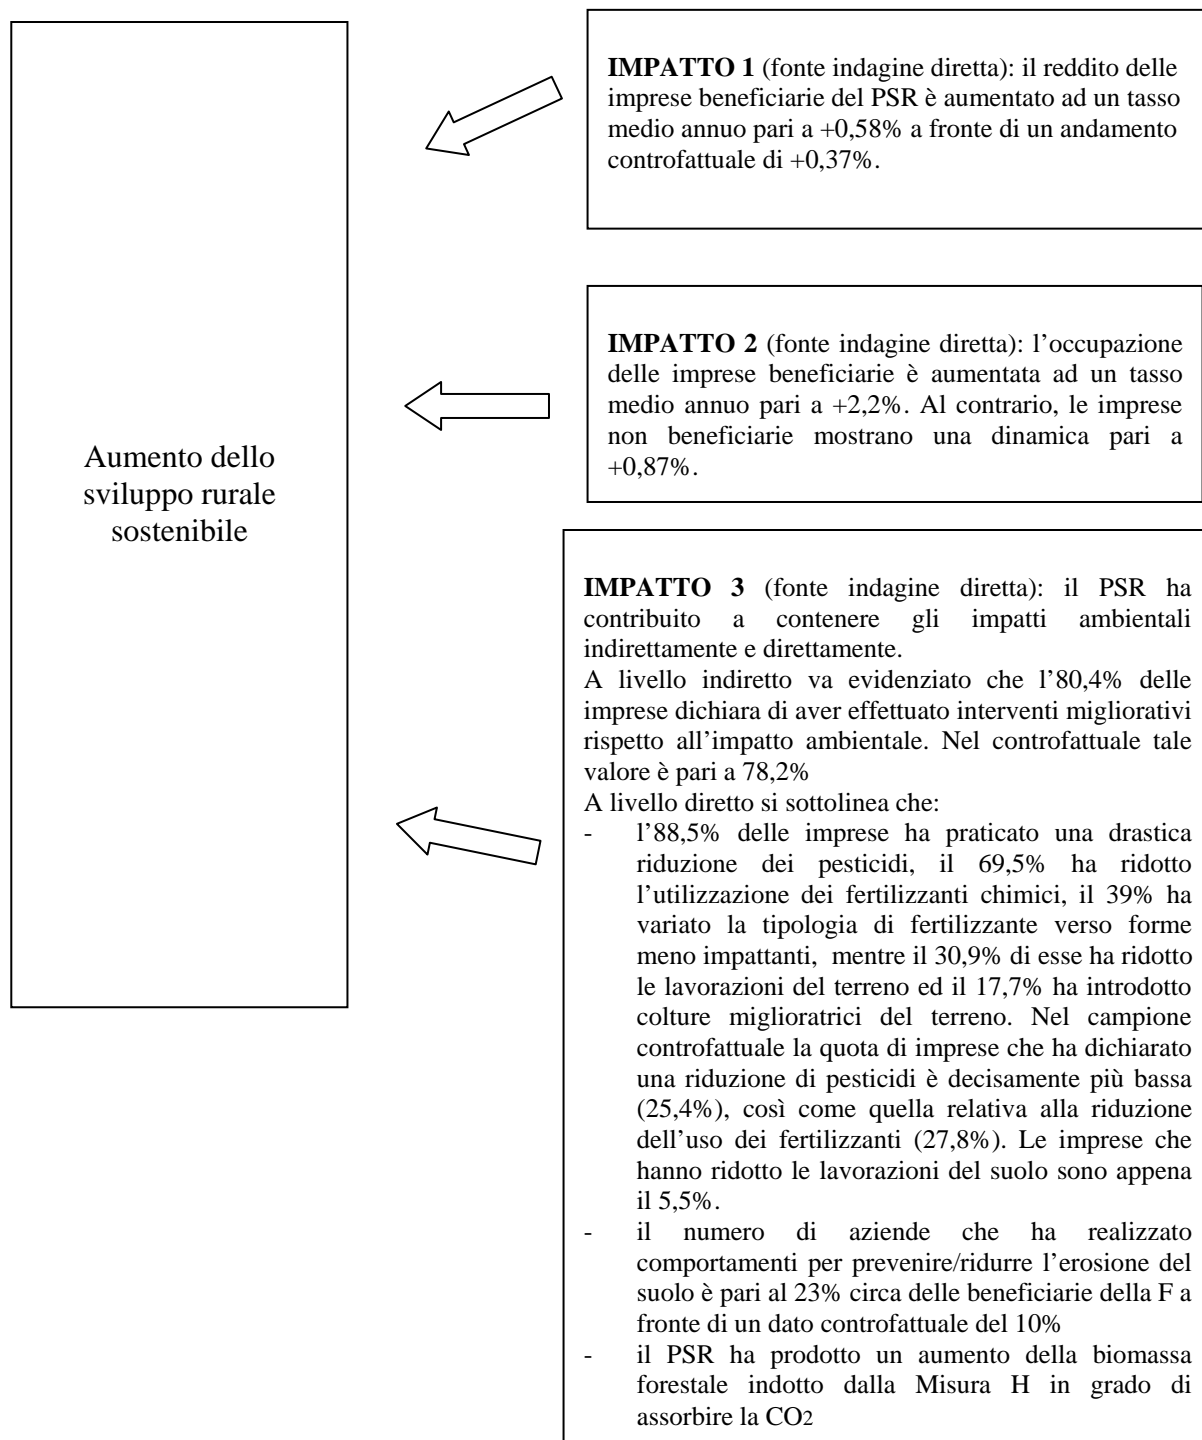 IMPATTO 1 (fonte indagine diretta): il reddito delle
imprese beneficiarie del PSR è aumentato ad un tasso
medio annuo pari a +0,58% a fronte di un andamento
controfattuale di +0,37%.
IMPATTO 2 (fonte indagine diretta): l’occupazione
delle imprese beneficiarie è aumentata ad un tasso
medio annuo pari a +2,2%. Al contrario, le imprese
non beneficiarie mostrano una dinamica pari a
+0,87%.
Aumento dello
sviluppo rurale
sostenibile
IMPATTO 3 (fonte indagine diretta): il PSR ha
contribuito a contenere gli impatti ambientali
indirettamente e direttamente.
A livello indiretto va evidenziato che l’80,4% delle
imprese dichiara di aver effettuato interventi migliorativi
rispetto all’impatto ambientale. Nel controfattuale tale
valore è pari a 78,2%
A livello diretto si sottolinea che:
- l’88,5% delle imprese ha praticato una drastica
riduzione dei pesticidi, il 69,5% ha ridotto
l’utilizzazione dei fertilizzanti chimici, il 39% ha
variato la tipologia di fertilizzante verso forme
meno impattanti, mentre il 30,9% di esse ha ridotto
le lavorazioni del terreno ed il 17,7% ha introdotto
colture miglioratrici del terreno. Nel campione
controfattuale la quota di imprese che ha dichiarato
una riduzione di pesticidi è decisamente più bassa
(25,4%), così come quella relativa alla riduzione
dell’uso dei fertilizzanti (27,8%). Le imprese che
hanno ridotto le lavorazioni del suolo sono appena
il 5,5%.
- il numero di aziende che ha realizzato
comportamenti per prevenire/ridurre l’erosione del
suolo è pari al 23% circa delle beneficiarie della F a
fronte di un dato controfattuale del 10%
- il PSR ha prodotto un aumento della biomassa
forestale indotto dalla Misura H in grado di
assorbire la CO2